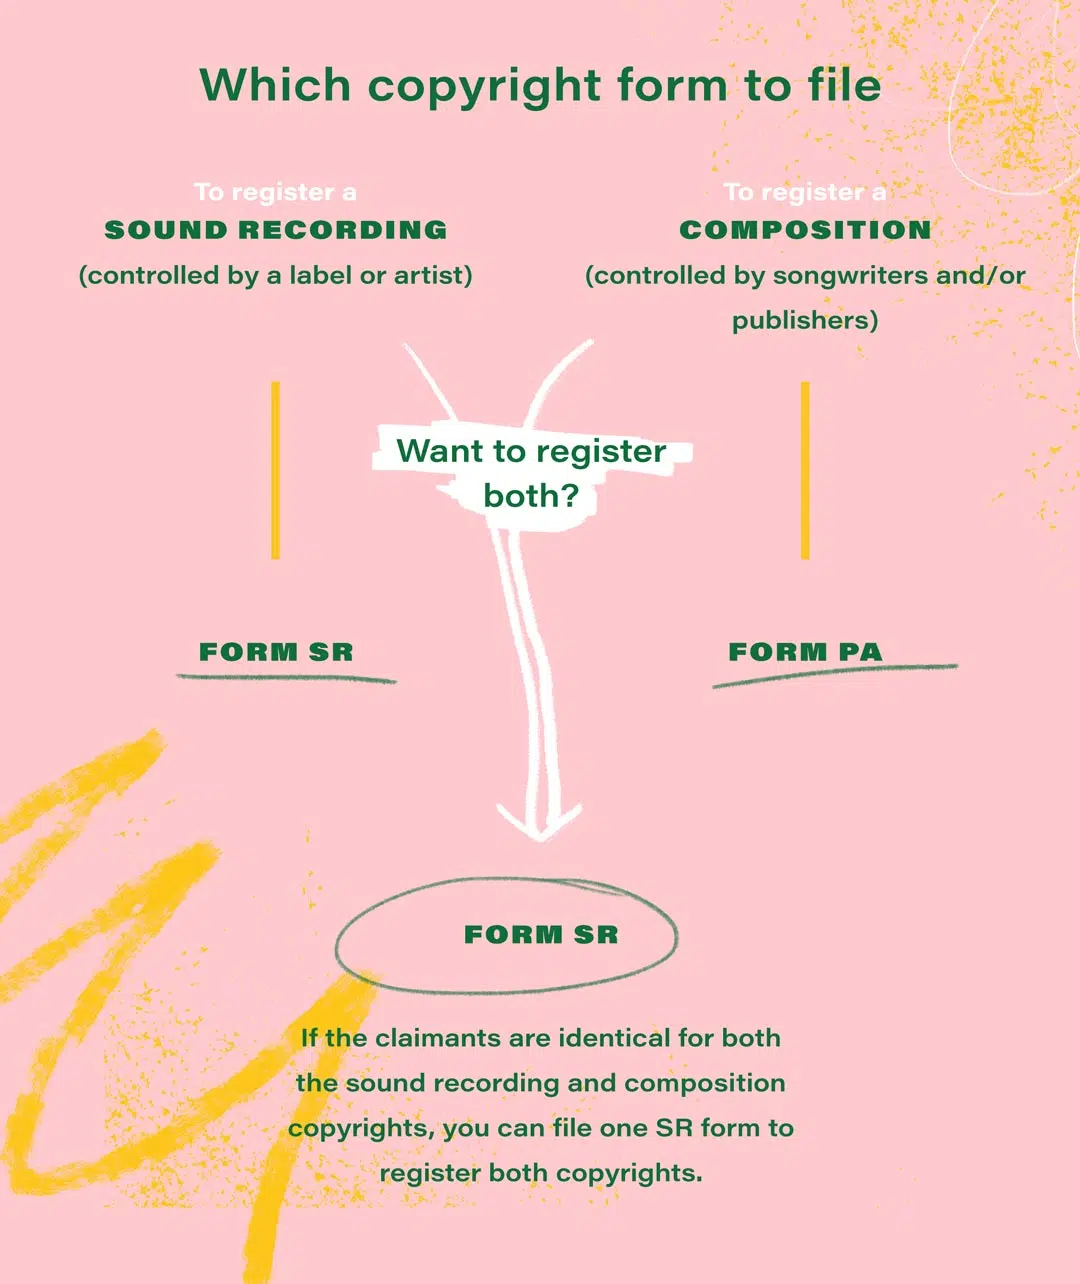 Which copyright form to file
To register a
SOUND RECORDING
(controlled by a label or artist)
To register a
COMPOSITION
(controlled by songwriters and/or
publishers)
Want to register
both?
FORM SR
FORM PA
FORM SR
If the claimants are identical for both
the sound recording and composition
copyrights, you can file one SR form to
register both copyrights.